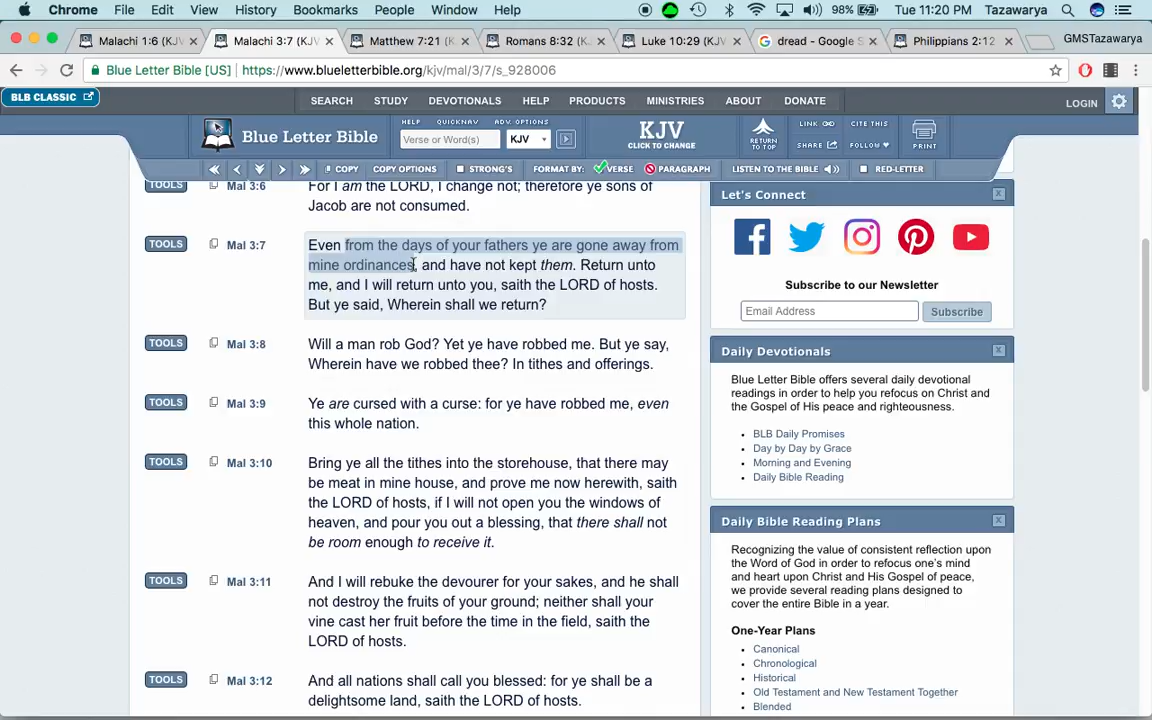 Chrome File Edit View History Bookmarks People Window Help 98% Tue 11:20 PM Tazawarya
Malachi 1:6 (KJV × Malachi 3:7 (KJV × Matthew 7:21 (KJ × Romans 8:32 (KJV × Luke 10:29 (KJV) × dread - Google S × Philippians 2:12 × GMSTazawarya
Blue Letter Bible [US] https://www.blueletterbible.org/kjv/mal/3/7/s_928006
BLB CLASSIC SEARCH STUDY DEVOTIONALS HELP PRODUCTS MINISTRIES ABOUT DONATE LOGIN
Blue Letter Bible
HELP QUICKNAV ADV. OPTIONS
Verse or Word(s) KJV
KJV
CLICK TO CHANGE
RETURN
TO TOP
LINK CITE THIS
SHARE FOLLOW
PRINT
COPY COPY OPTIONS STRONG'S FORMAT BY: VERSE PARAGRAPH LISTEN TO THE BIBLE RED-LETTER
TOOLS Mal 3:6 For I am the LORD, I change not; therefore ye sons of
Jacob are not consumed.
TOOLS Mal 3:7 Even from the days of your fathers ye are gone away from
mine ordinances, and have not kept them. Return unto
me, and I will return unto you, saith the LORD of hosts.
But ye said, Wherein shall we return?
TOOLS Mal 3:8 Will a man rob God? Yet ye have robbed me. But ye say,
Wherein have we robbed thee? In tithes and offerings.
TOOLS Mal 3:9 Ye are cursed with a curse: for ye have robbed me, even
this whole nation.
TOOLS Mal 3:10 Bring ye all the tithes into the storehouse, that there may
be meat in mine house, and prove me now herewith, saith
the LORD of hosts, if I will not open you the windows of
heaven, and pour you out a blessing, that there shall not
be room enough to receive it.
TOOLS Mal 3:11 And I will rebuke the devourer for your sakes, and he shall
not destroy the fruits of your ground; neither shall your
vine cast her fruit before the time in the field, saith the
LORD of hosts.
TOOLS Mal 3:12 And all nations shall call you blessed: for ye shall be a
delightsome land, saith the LORD of hosts.
Let's Connect
Subscribe to our Newsletter
Email Address Subscribe
Daily Devotionals
Blue Letter Bible offers several daily devotional
readings in order to help you refocus on Christ and
the Gospel of His peace and righteousness.
BLB Daily Promises
Day by Day by Grace
Morning and Evening
Daily Bible Reading
Daily Bible Reading Plans
Recognizing the value of consistent reflection upon
the Word of God in order to refocus one's mind
and heart upon Christ and His Gospel of peace,
we provide several reading plans designed to
cover the entire Bible in a year.
One-Year Plans
Canonical
Chronological
Historical
Old Testament and New Testament Together
Blended